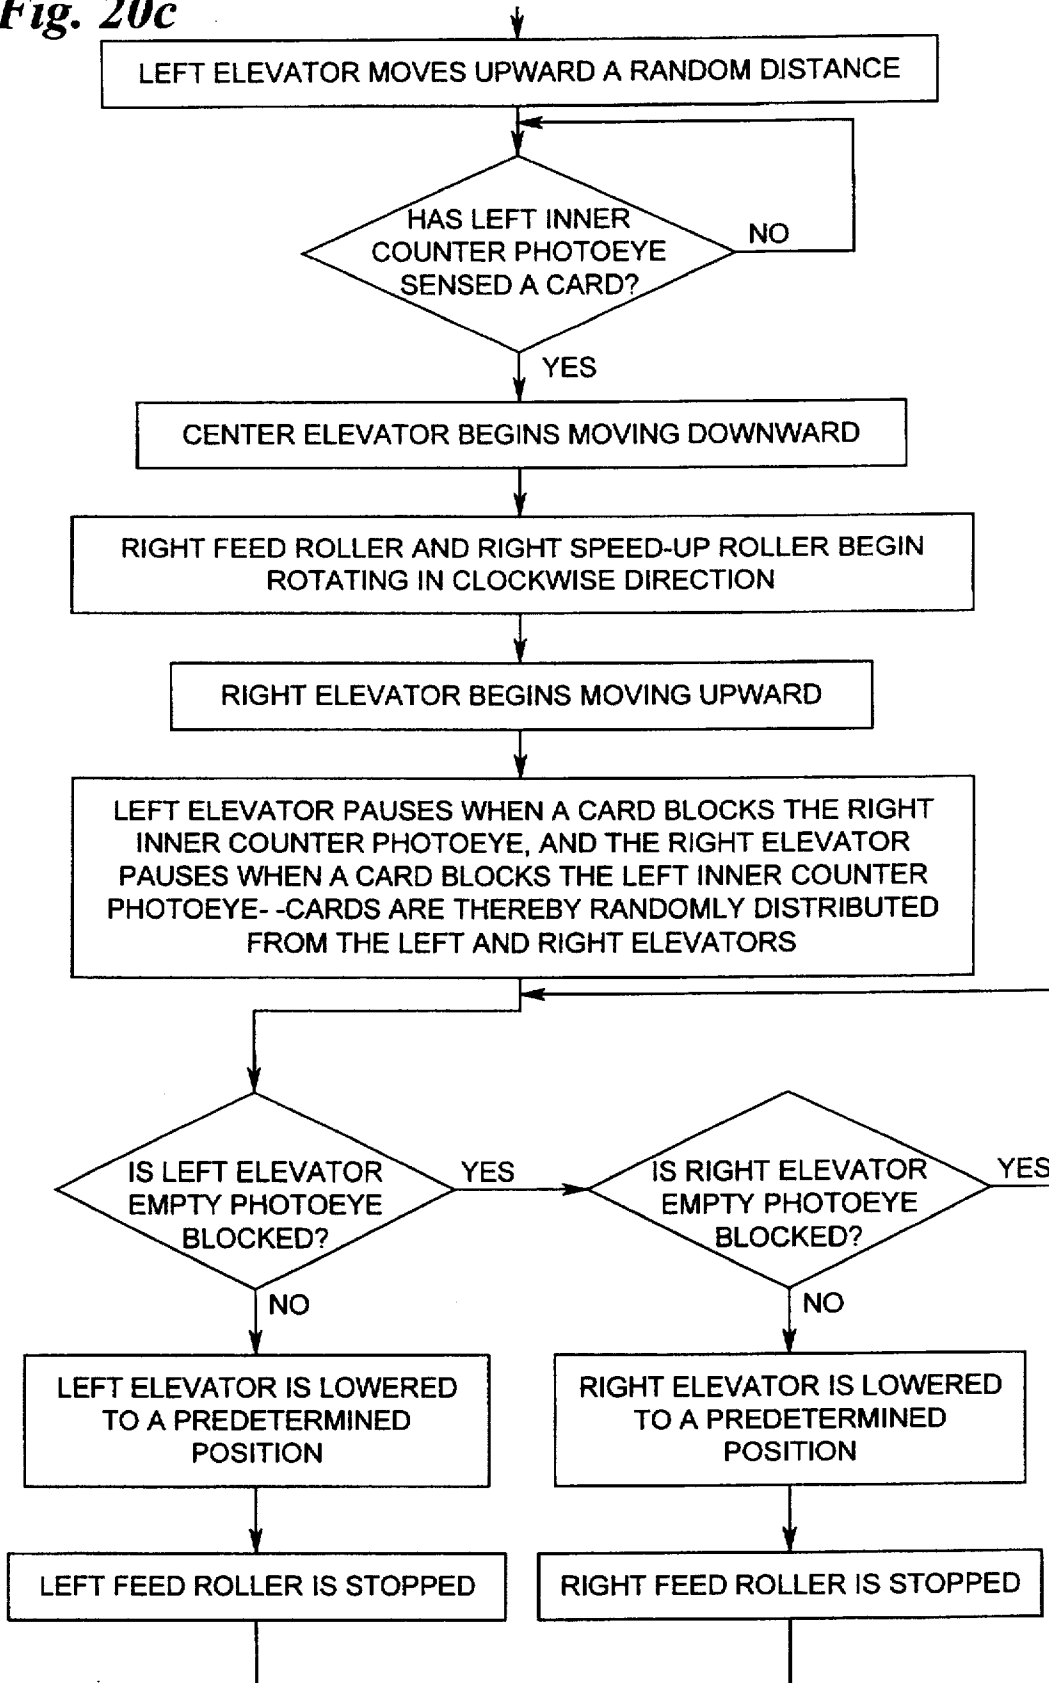 Fig. 20c
LEFT ELEVATOR MOVES UPWARD A RANDOM DISTANCE
HAS LEFT INNER
COUNTER PHOTOEYE
SENSED A CARD?
NO
YES
CENTER ELEVATOR BEGINS MOVING DOWNWARD
RIGHT FEED ROLLER AND RIGHT SPEED-UP ROLLER BEGIN
ROTATING IN CLOCKWISE DIRECTION
RIGHT ELEVATOR BEGINS MOVING UPWARD
LEFT ELEVATOR PAUSES WHEN A CARD BLOCKS THE RIGHT
INNER COUNTER PHOTOEYE, AND THE RIGHT ELEVATOR
PAUSES WHEN A CARD BLOCKS THE LEFT INNER COUNTER
PHOTOEYE- -CARDS ARE THEREBY RANDOMLY DISTRIBUTED
FROM THE LEFT AND RIGHT ELEVATORS
IS LEFT ELEVATOR
EMPTY PHOTOEYE
BLOCKED?
YES
NO
IS RIGHT ELEVATOR
EMPTY PHOTOEYE
BLOCKED?
YES
NO
LEFT ELEVATOR IS LOWERED
TO A PREDETERMINED
POSITION
RIGHT ELEVATOR IS LOWERED
TO A PREDETERMINED
POSITION
LEFT FEED ROLLER IS STOPPED
RIGHT FEED ROLLER IS STOPPED